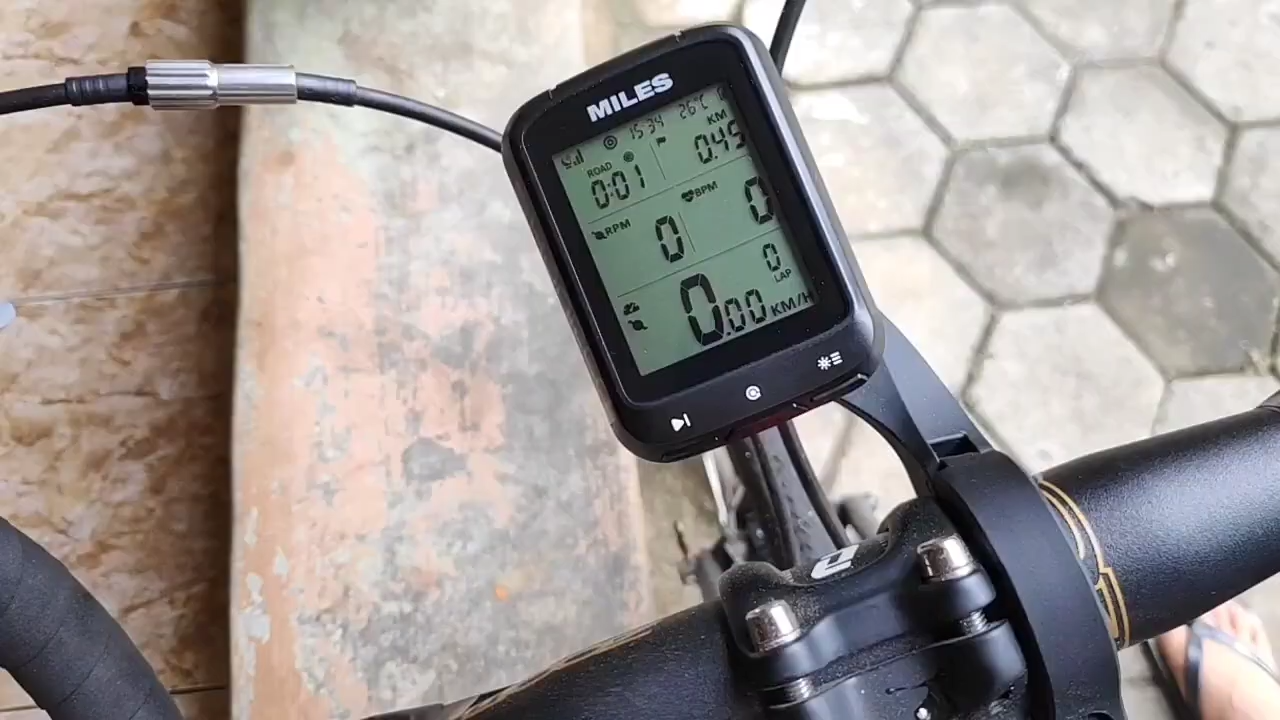 MILES
15:34 26°C
ROAD KM
0:01 0.45
RPM BPM
0 0
0
LAP
0.00 KM/H